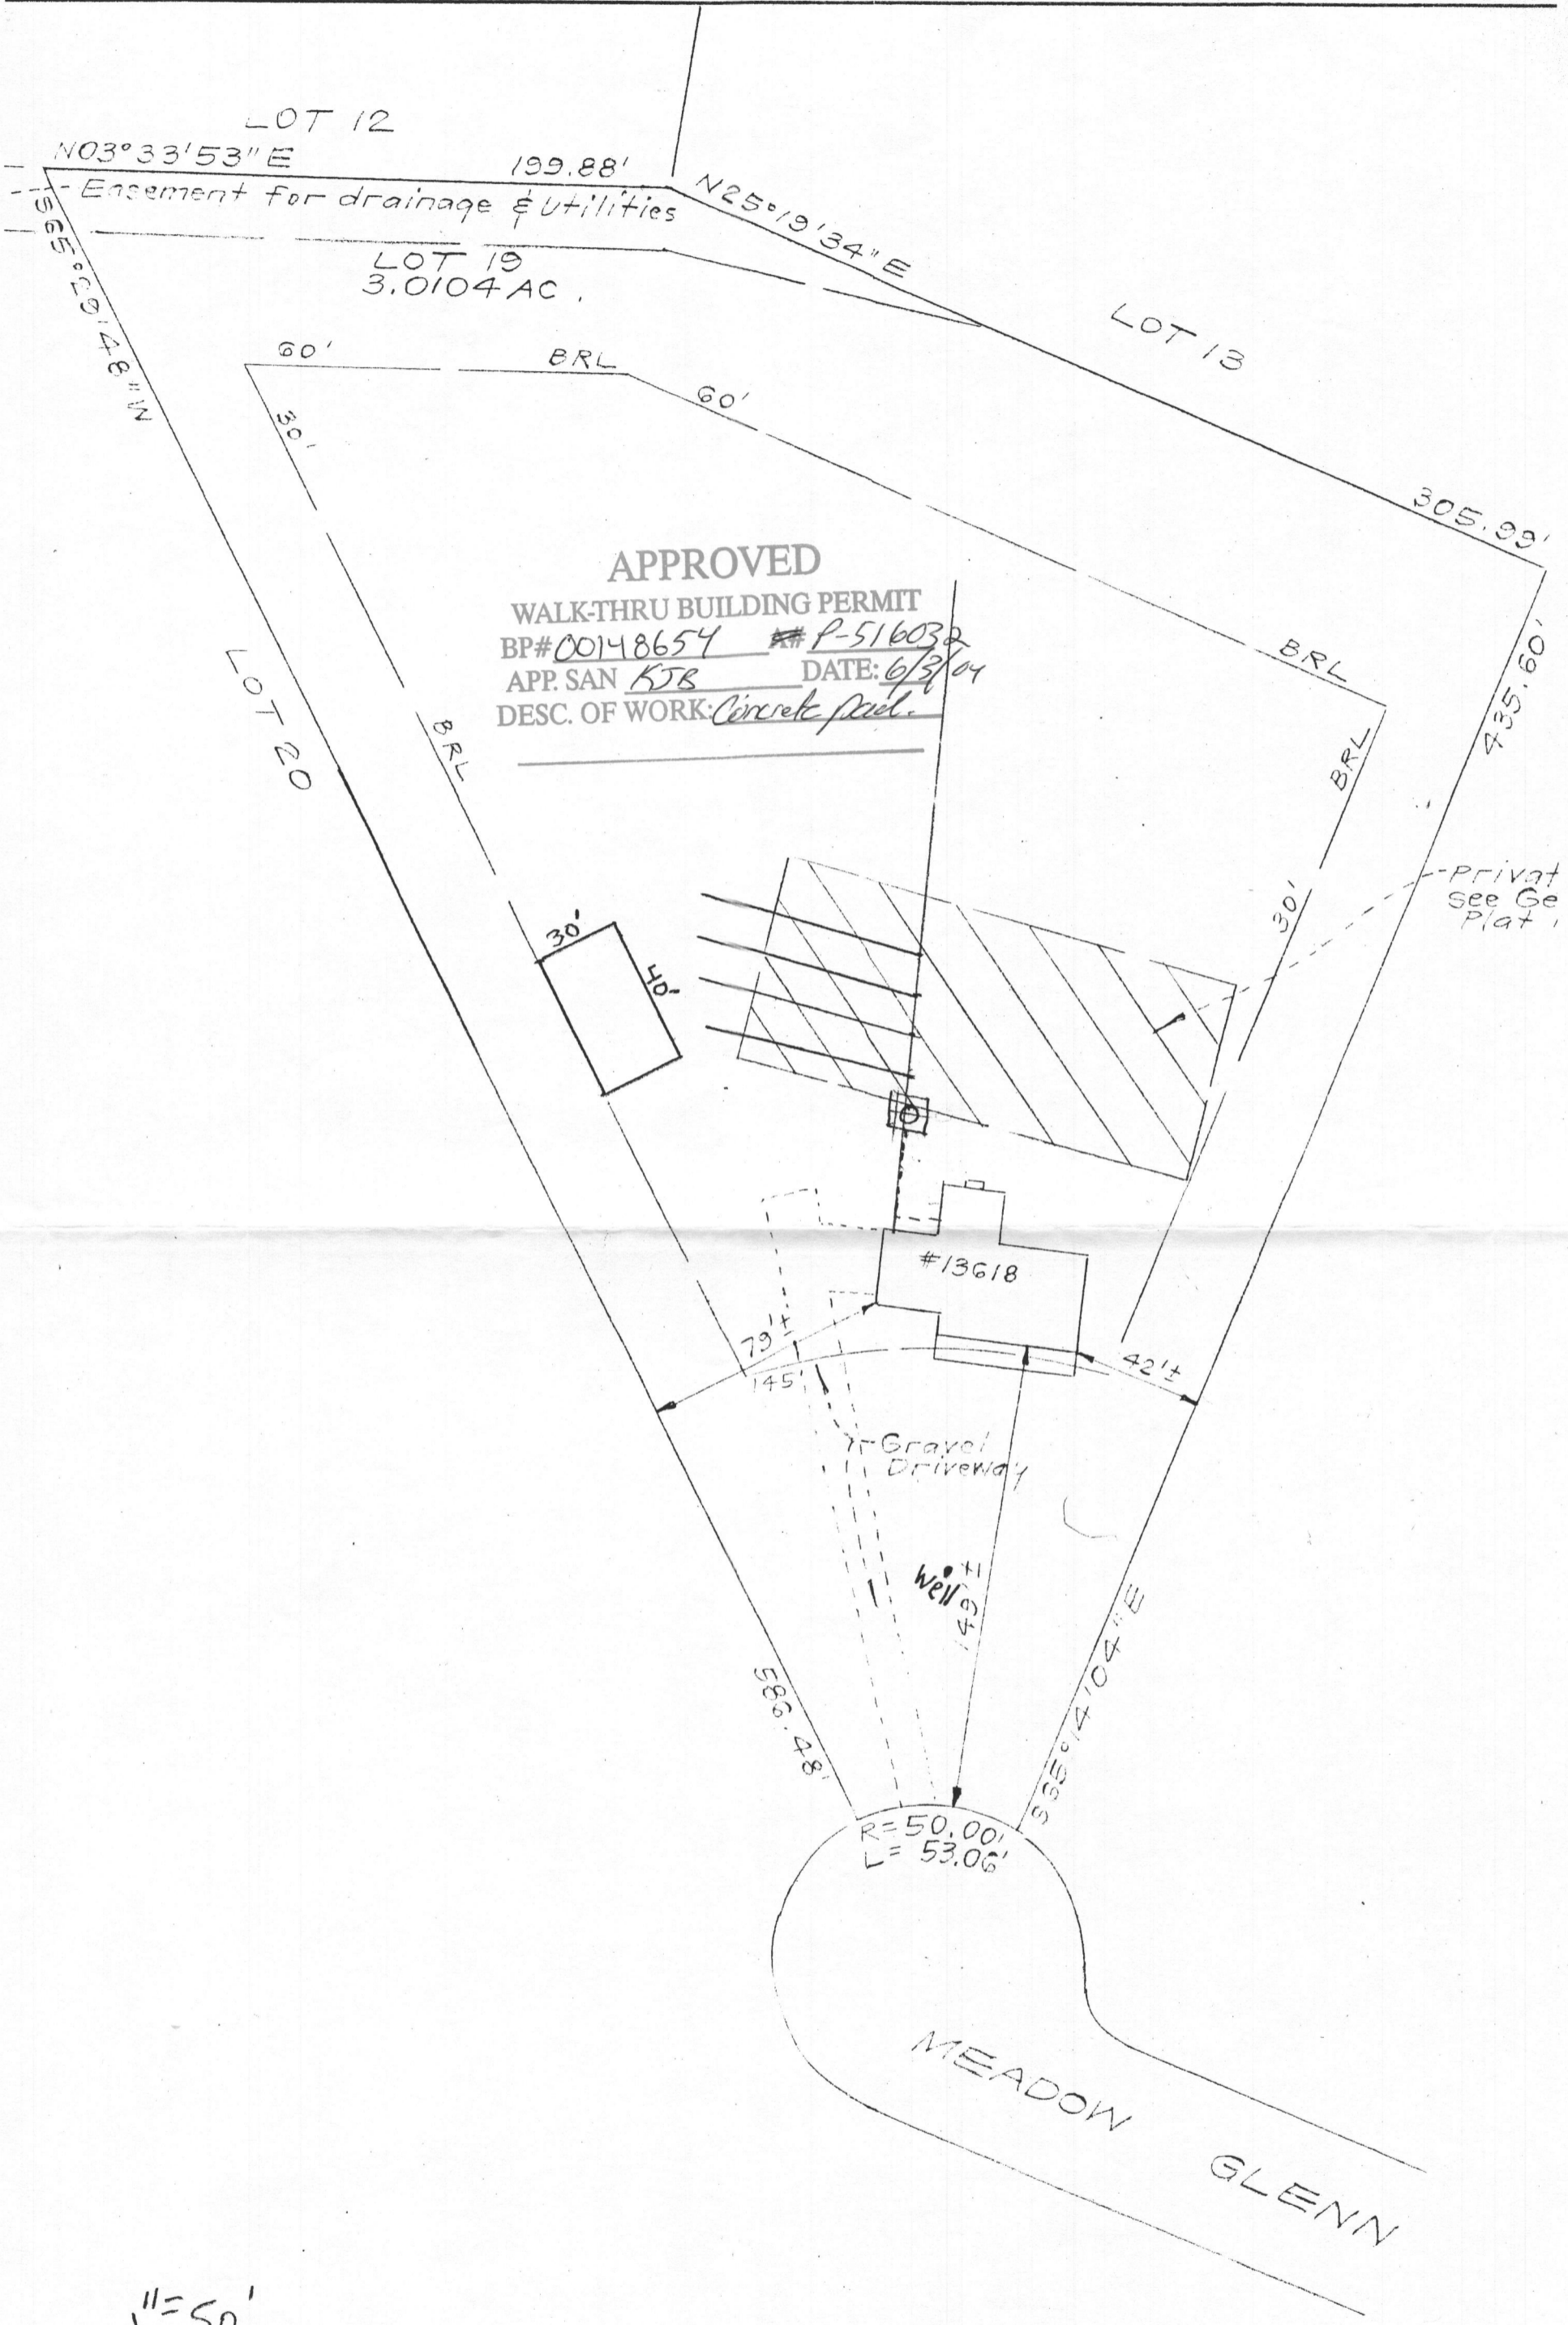 LOT 12
N03°33'53"E
199.88'
Easement for drainage & Utilities
N25°19'34"E
S65°29'48"W
LOT 19
3.0104 AC.
LOT 13
60'
BRL
60'
30'
305.99'
APPROVED
WALK-THRU BUILDING PERMIT
BP# 00148654 A# P-516032
APP. SAN KJB DATE: 6/3/04
DESC. OF WORK: Concrete pad.
BRL
435.60'
LOT 20
BRL
BRL
Privat
see Ge
Plat
30'
30'
40'
#13618
79'±
145'
42'±
Gravel
Driveway
Well
149'±
586.48'
R=50.00'
L= 53.06'
MEADOW GLENN
1"=50'